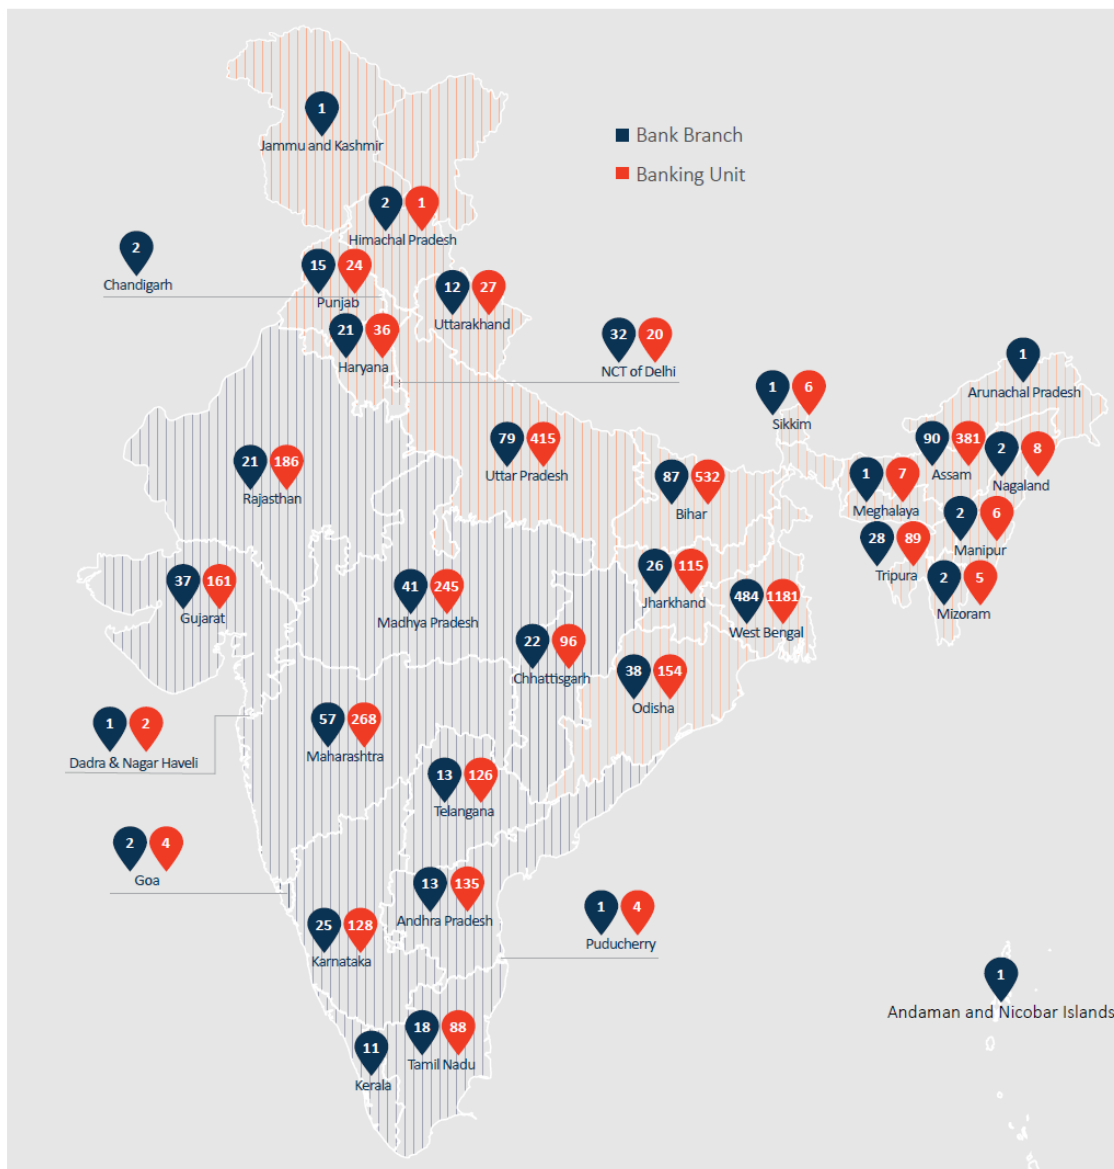 1
Jammu and Kashmir
Bank Branch
Banking Unit
2 1
Himachal Pradesh
2
Chandigarh
15 24
Punjab
12 27
Uttarakhand
21 36
Haryana
32 20
NCT of Delhi
1
Arunachal Pradesh
1 6
Sikkim
79 415
Uttar Pradesh
90 381
Assam
2 8
Nagaland
21 186
Rajasthan
87 532
Bihar
1 7
Meghalaya
2 6
Manipur
28 89
Tripura
2 5
Mizoram
37 161
Gujarat
41 245
Madhya Pradesh
26 115
Jharkhand
484 1181
West Bengal
22 96
Chhattisgarh
38 154
Odisha
1 2
Dadra & Nagar Haveli
57 268
Maharashtra
13 126
Telangana
2 4
Goa
13 135
Andhra Pradesh
25 128
Karnataka
1 4
Puducherry
1
Andaman and Nicobar Islands
18 88
Tamil Nadu
11
Kerala